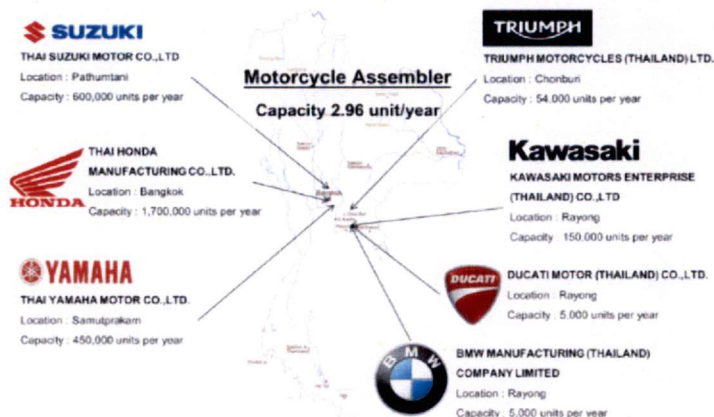 SUZUKI
THAI SUZUKI MOTOR CO.,LTD
Location : Pathumtani
Capacity : 600,000 units per year
Motorcycle Assembler
Capacity 2.96 unit/year
TRIUMPH
TRIUMPH MOTORCYCLES (THAILAND) LTD.
Location : Chonburi
Capacity : 54,000 units per year
HONDA
THAI HONDA
MANUFACTURING CO.,LTD.
Location : Bangkok
Capacity : 1,700,000 units per year
Kawasaki
KAWASAKI MOTORS ENTERPRISE
(THAILAND) CO.,LTD
Location : Rayong
Capacity : 150,000 units per year
YAMAHA
THAI YAMAHA MOTOR CO.,LTD.
Location : Samutprakarn
Capacity : 450,000 units per year
DUCATI
DUCATI MOTOR (THAILAND) CO.,LTD.
Location : Rayong
Capacity : 5,000 units per year
BMW
BMW MANUFACTURING (THAILAND)
COMPANY LIMITED
Location : Rayong
Capacity : 5,000 units per year
Bangkok